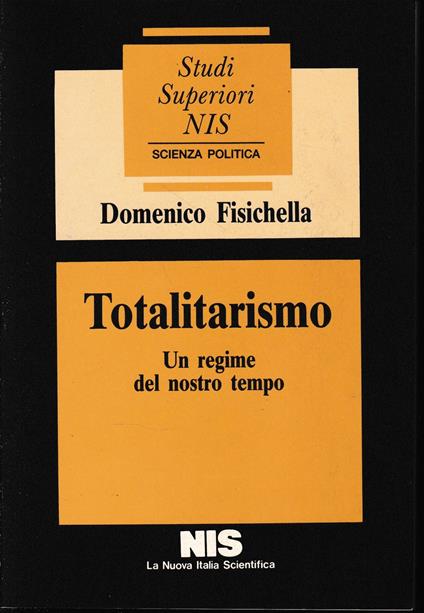 Studi
Superiori
NIS
SCIENZA POLITICA
Domenico Fisichella
Totalitarismo
Un regime
del nostro tempo
NIS
La Nuova Italia Scientifica